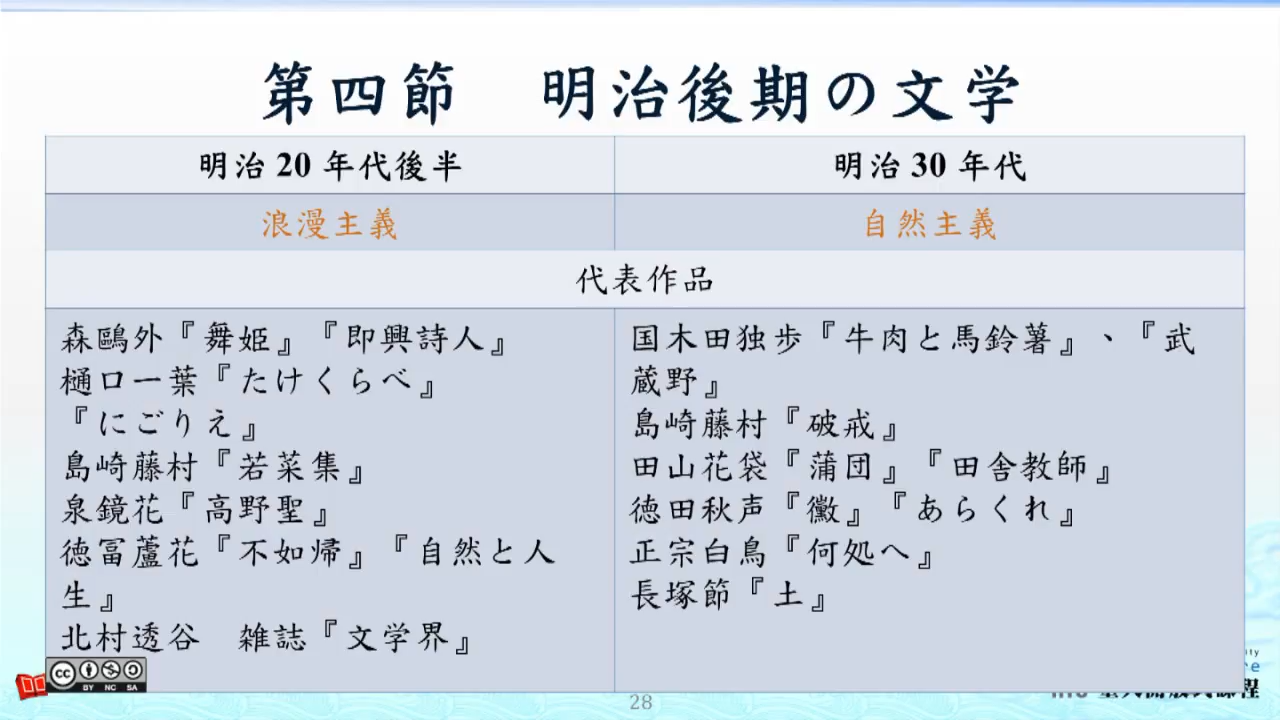 第四節　明治後期の文学
明治20年代後半
明治30年代
浪漫主義
自然主義
代表作品
森鷗外『舞姫』『即興詩人』
樋口一葉『たけくらべ』
『にごりえ』
島崎藤村『若菜集』
泉鏡花『高野聖』
徳冨蘆花『不如帰』『自然と人
生』
北村透谷　雑誌『文学界』
国木田独歩『牛肉と馬鈴薯』、『武
蔵野』
島崎藤村『破戒』
田山花袋『蒲団』『田舎教師』
徳田秋声『黴』『あらくれ』
正宗白鳥『何処へ』
長塚節『土』
cc BY NC SA
28